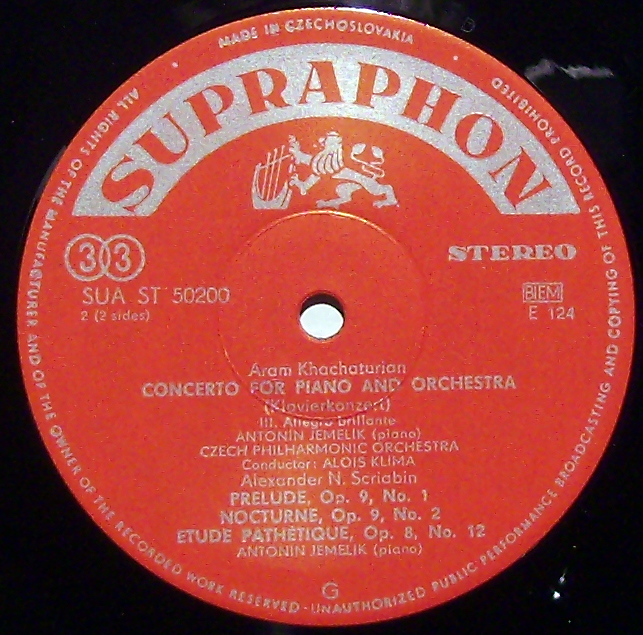 MADE IN CZECHOSLOVAKIA
SUPRAPHON
33
STEREO
SUA ST 50200
2 (2 sides)
BIEM
E 124
Aram Khachaturian
CONCERTO FOR PIANO AND ORCHESTRA
(Klavierkonzert)
III. Allegro brillante
ANTONÍN JEMELÍK (piano)
CZECH PHILHARMONIC ORCHESTRA
Conductor: ALOIS KLÍMA
Alexander N. Scriabin
PRELUDE, Op. 9, No. 1
NOCTURNE, Op. 9, No. 2
ETUDE PATHÉTIQUE, Op. 8, No. 12
ANTONÍN JEMELÍK (piano)
G
ALL RIGHTS OF THE MANUFACTURER AND OF THE OWNER OF THE RECORDED WORK RESERVED - UNAUTHORIZED PUBLIC PERFORMANCE BROADCASTING AND COPYING OF THIS RECORD PROHIBITED